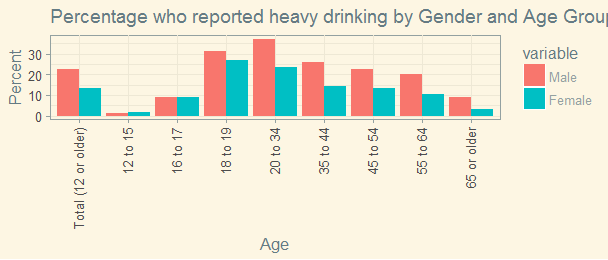 Percentage who reported heavy drinking by Gender and Age Group
Percent
30
20
10
0
Total (12 or older)
12 to 15
16 to 17
18 to 19
20 to 34
35 to 44
45 to 54
55 to 64
65 or older
Age
variable
Male
Female